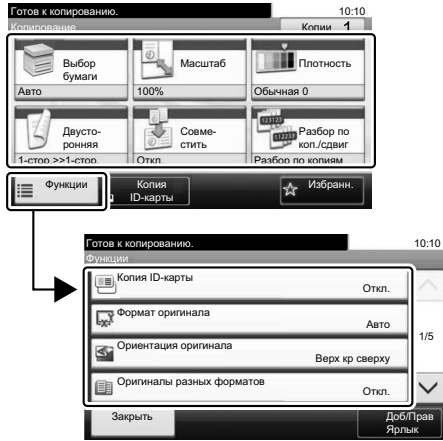 Готов к копированию. 10:10
Копирование Копии 1
Выбор бумаги
Авто
Масштаб
100%
Плотность
Обычная 0
Двусто-
ронняя
1-стор.>>1-стор.
Совме-
стить
Откл.
123123
112233
Разбор по
коп./сдвиг
Разбор по копиям
Функции
Копия
ID-карты
Избранн.
Готов к копированию. 10:10
Функции
Копия ID-карты
Откл.
Формат оригинала
Авто
1/5
Ориентация оригинала
Верх кр сверху
Оригиналы разных форматов
Откл.
Закрыть
Доб/Прав
Ярлык